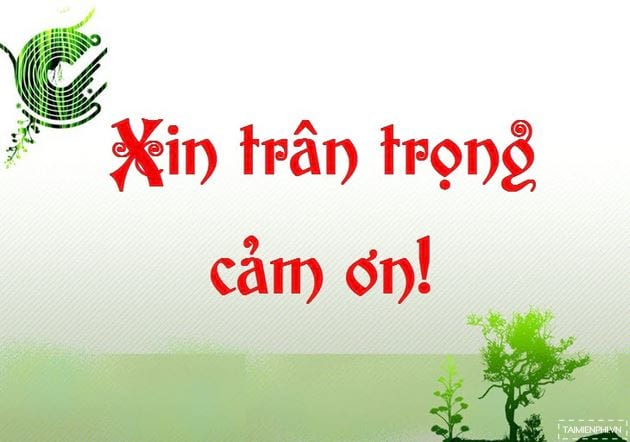 Xin trân trọng
cảm ơn!
TAIMIENPHI.VN